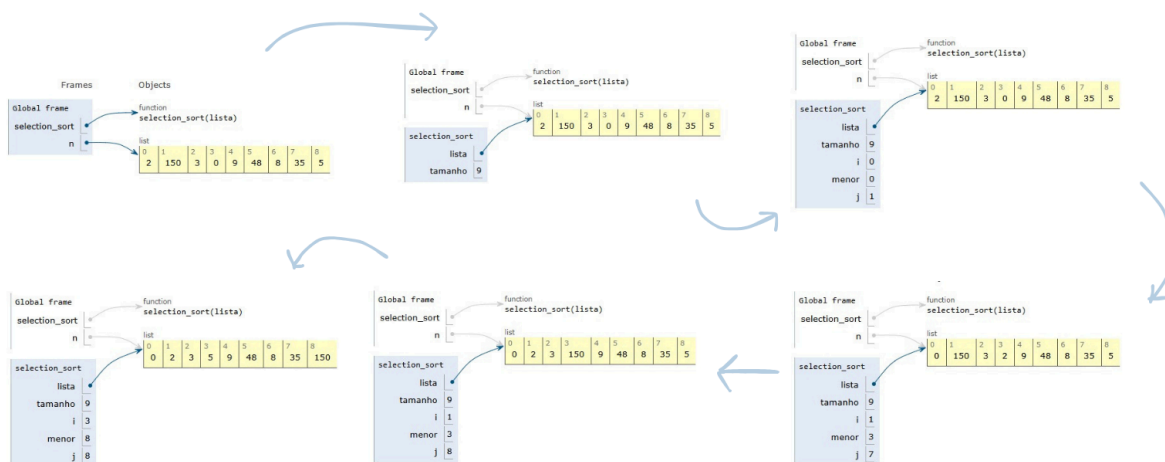 Frames Objects
Global frame
selection_sort
n
function
selection_sort(lista)
list
0 1 2 3 4 5 6 7 8
2 150 3 0 9 48 8 35 5
Global frame
selection_sort
n
function
selection_sort(lista)
list
0 1 2 3 4 5 6 7 8
2 150 3 0 9 48 8 35 5
selection_sort
lista
tamanho 9
Global frame
selection_sort
n
function
selection_sort(lista)
list
0 1 2 3 4 5 6 7 8
2 150 3 0 9 48 8 35 5
selection_sort
lista
tamanho 9
i 0
menor 0
j 1
Global frame
selection_sort
n
function
selection_sort(lista)
list
0 1 2 3 4 5 6 7 8
0 2 3 5 9 48 8 35 150
selection_sort
lista
tamanho 9
i 3
menor 8
j 8
Global frame
selection_sort
n
function
selection_sort(lista)
list
0 1 2 3 4 5 6 7 8
0 2 3 150 9 48 8 35 5
selection_sort
lista
tamanho 9
i 1
menor 3
j 8
Global frame
selection_sort
n
function
selection_sort(lista)
list
0 1 2 3 4 5 6 7 8
0 150 3 2 9 48 8 35 5
selection_sort
lista
tamanho 9
i 1
menor 3
j 7